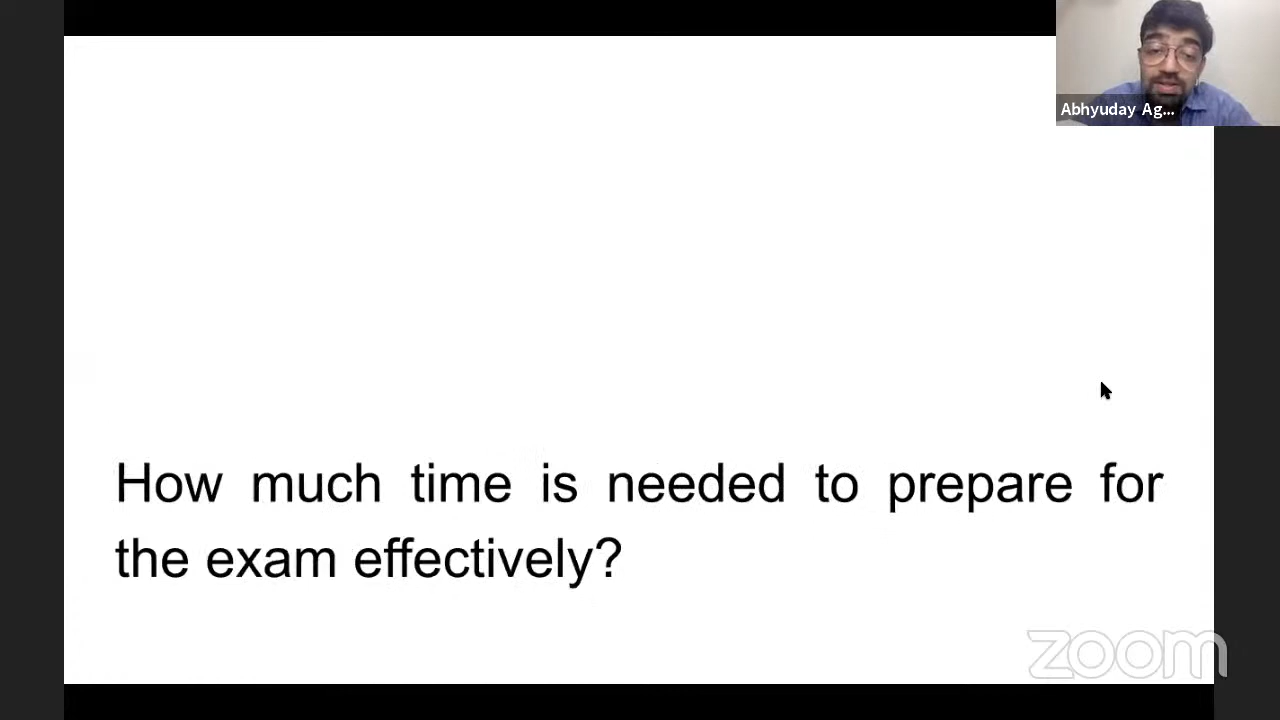 Abhyuday Ag...
How much time is needed to prepare for
the exam effectively?
zoom